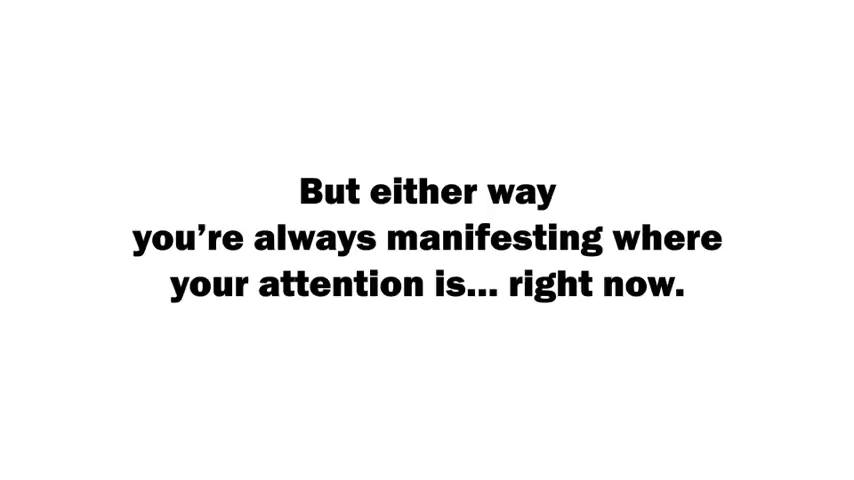 But either way
you’re always manifesting where
your attention is... right now.